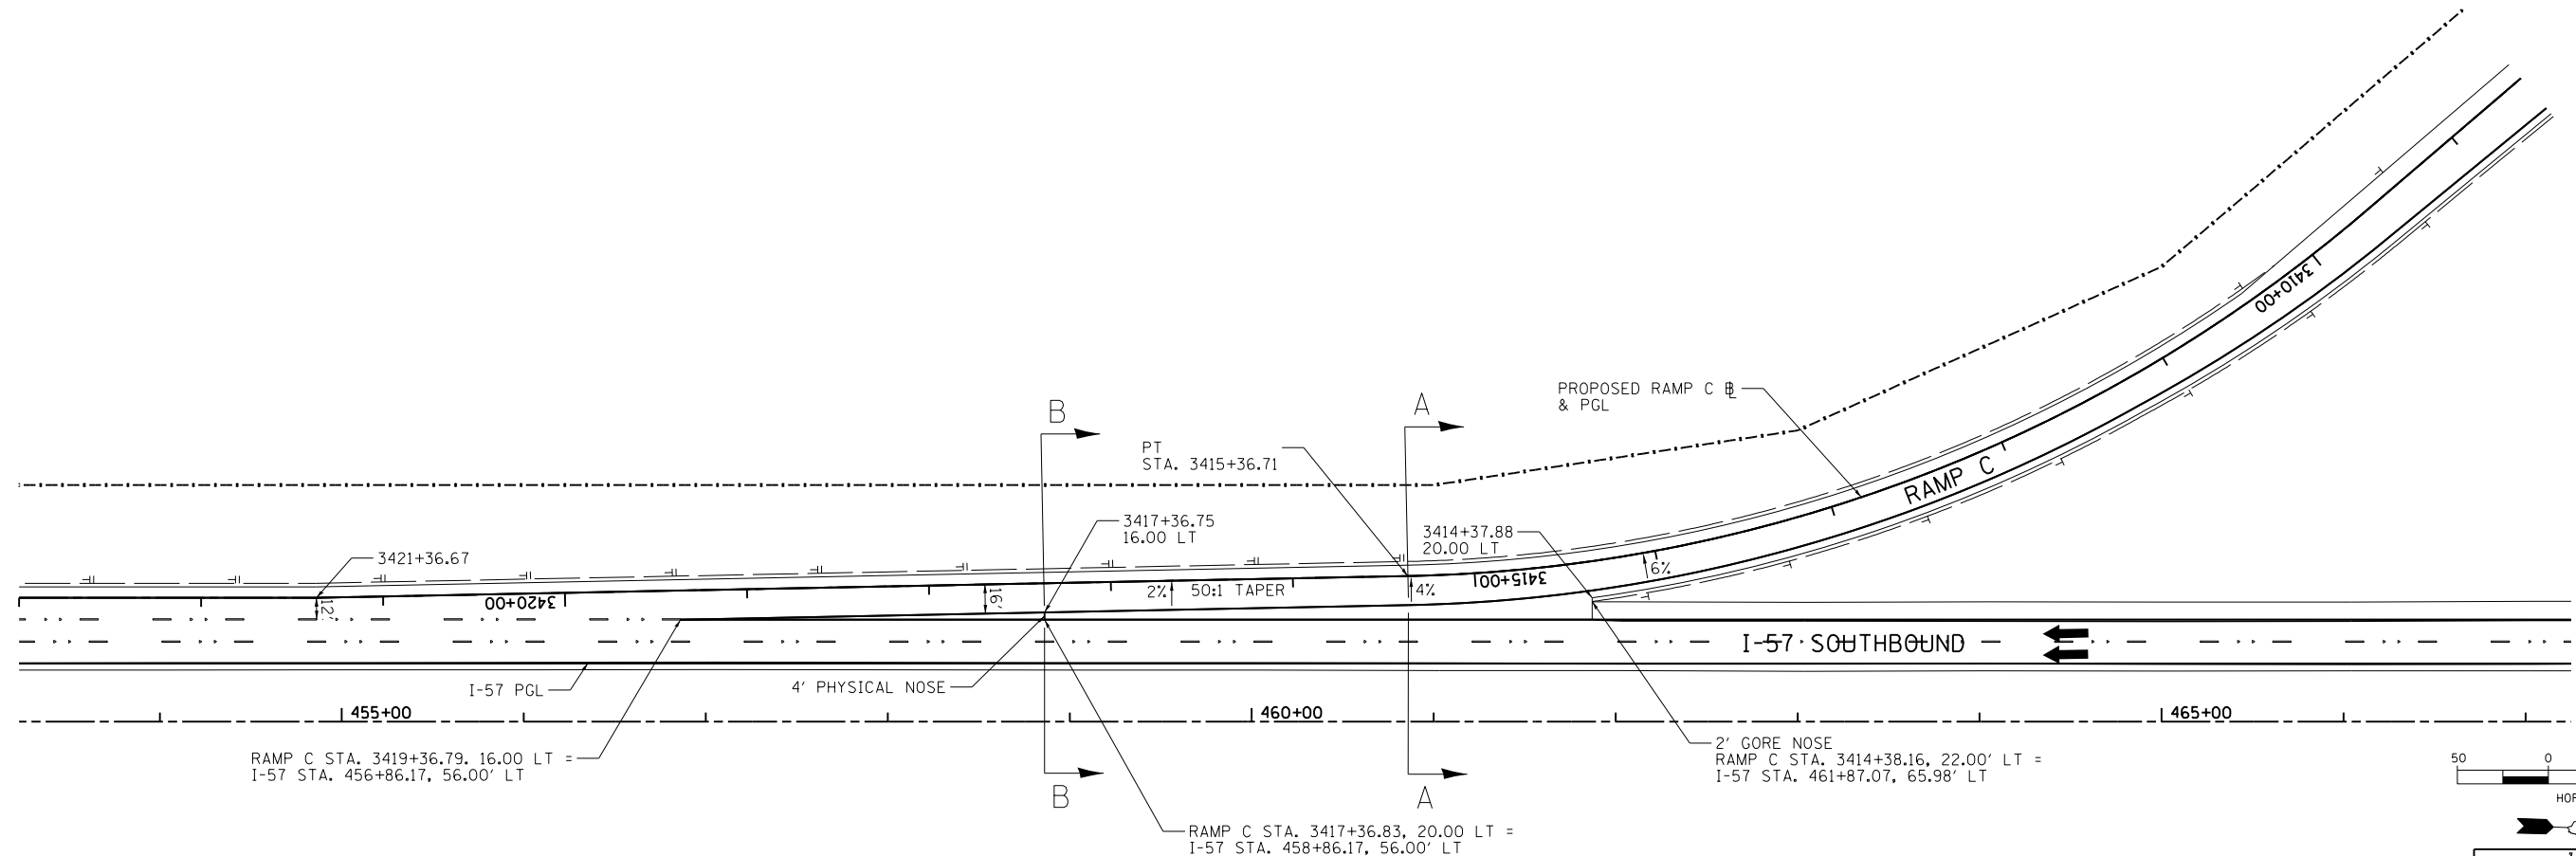 PROPOSED RAMP C ⅊
& PGL
RAMP C
3410+00
B
A
PT
STA. 3415+36.71
3417+36.75
16.00 LT
3414+37.88
20.00 LT
3421+36.67
12'
3420+00
16'
2%
50:1 TAPER
4%
3415+00
6%
I-57 SOUTHBOUND
I-57 PGL
4' PHYSICAL NOSE
455+00
460+00
465+00
RAMP C STA. 3419+36.79. 16.00 LT =
I-57 STA. 456+86.17, 56.00' LT
B
A
2' GORE NOSE
RAMP C STA. 3414+38.16, 22.00' LT =
I-57 STA. 461+87.07, 65.98' LT
RAMP C STA. 3417+36.83, 20.00 LT =
I-57 STA. 458+86.17, 56.00' LT
50
0